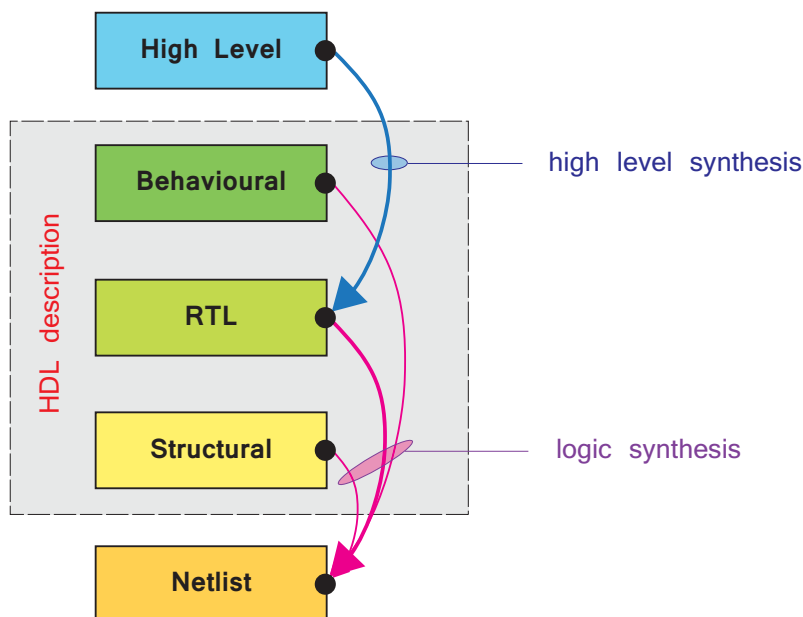 High Level
Behavioural
high level synthesis
HDL description
RTL
Structural
logic synthesis
Netlist